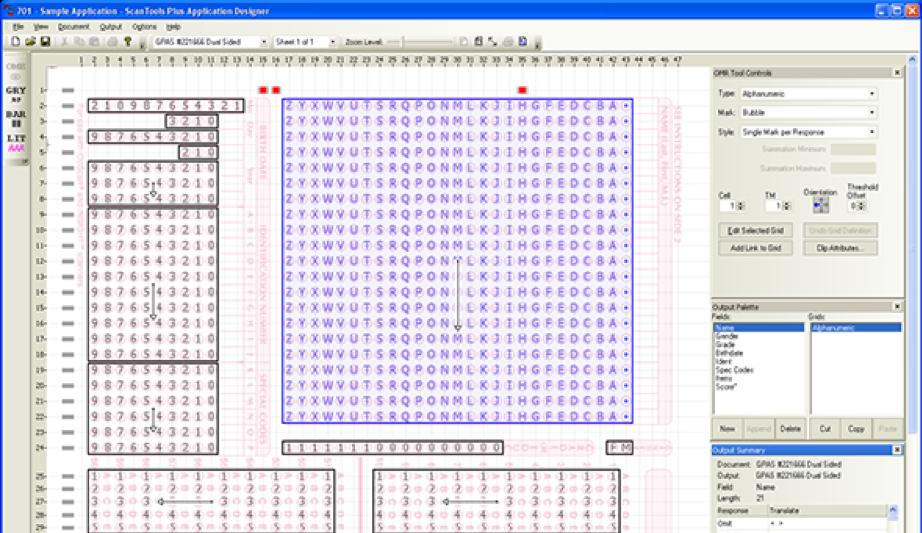 701 - Sample Application - ScanTools Plus Application Designer
File View Document Output Options Help
GPAS #221666 Dual Sided Sheet 1 of 1 Zoom Level:
GRY
BAR
LIT
1 2 3 4 5 6 7 8 9 10 11 12 13 14 15 16 17 18 19 20 21 22 23 24 25 26 27 28 29 30 31 32 33 34 35 36 37 38 39 40 41 42 43 44 45 46 47
1
2 2 1 0 9 8 7 6 5 4 3 2 1 Z Y X W V U T S R Q P O N M L K J I H G F E D C B A
3 3 2 1 0 Z Y X W V U T S R Q P O N M L K J I H G F E D C B A
4 9 8 7 6 5 4 3 2 1 0 Z Y X W V U T S R Q P O N M L K J I H G F E D C B A
5 2 1 0 Z Y X W V U T S R Q P O N M L K J I H G F E D C B A
6 9 8 7 6 5 4 3 2 1 0 Z Y X W V U T S R Q P O N M L K J I H G F E D C B A
7 9 8 7 6 5 4 3 2 1 0 Z Y X W V U T S R Q P O N M L K J I H G F E D C B A
8 9 8 7 6 5 4 3 2 1 0 Z Y X W V U T S R Q P O N M L K J I H G F E D C B A
9 9 8 7 6 5 4 3 2 1 0 Z Y X W V U T S R Q P O N M L K J I H G F E D C B A
10 9 8 7 6 5 4 3 2 1 0 Z Y X W V U T S R Q P O N M L K J I H G F E D C B A
11 9 8 7 6 5 4 3 2 1 0 Z Y X W V U T S R Q P O N M L K J I H G F E D C B A
12 9 8 7 6 5 4 3 2 1 0 Z Y X W V U T S R Q P O N L K J I H G F E D C B A
13 9 8 7 6 5 4 3 2 1 0 Z Y X W V U T S R Q P O N L K J I H G F E D C B A
14 9 8 7 6 5 4 3 2 1 0 Z Y X W V U T S R Q P O N L K J I H G F E D C B A
15 9 8 7 6 5 4 3 2 1 0 Z Y X W V U T S R Q P O N L K J I H G F E D C B A
16 9 8 7 6 5 4 3 2 1 0 Z Y X W V U T S R Q P O N L K J I H G F E D C B A
17 9 8 7 6 5 4 3 2 1 0 Z Y X W V U T S R Q P O N M L K J I H G F E D C B A
18 9 8 7 6 5 4 3 2 1 0 Z Y X W V U T S R Q P O N M L K J I H G F E D C B A
19 9 8 7 6 5 4 3 2 1 0 Z Y X W V U T S R Q P O N M L K J I H G F E D C B A
20 9 8 7 6 5 4 3 2 1 0 Z Y X W V U T S R Q P O N M L K J I H G F E D C B A
21 9 8 7 6 5 4 3 2 1 0 Z Y X W V U T S R Q P O N M L K J I H G F E D C B A
22 9 8 7 6 5 4 3 2 1 0 Z Y X W V U T S R Q P O N M L K J I H G F E D C B A
23 9 8 7 6 5 4 3 2 1 0
24 9 8 7 6 5 4 3 2 1 0 1 1 1 1 1 1 1 0 0 0 0 0 0 0 0 0 0 F M
25 1 1 1 1 1 1 1 1 1 1
26 2 2 2 2 2 2 2 2 2 2
27 3 3 3 3 3 3 3 3
28 4 4 4 4 4 4 4 4 4 4
29 5 5 5 5 5 5 5 5 5 5
BIRTHDATE
IDENTIFICATION NUMBER
SPECIAL CODES
SEE INSTRUCTIONS ON SIDE 2
OMR Tool Controls
Type: Alphanumeric
Mark: Bubble
Style: Single Mark per Response
Summation Minimum:
Summation Maximum:
Cell TM Orientation Threshold Offset
1 1 0
Edit Selected Grid Undo Grid Definition
Add Link to Grid Clip Attributes...
Output Palette
Fields: Grids:
Name Alphanumeric
Gender
Grade
Birthdate
Ident
Spec Codes
Items
Score"
New Append Delete Cut Copy Paste
Output Summary
Document: GPAS #221666 Dual Sided
Output: GPAS #221666 Dual Sided
Field: Name
Length: 21
Response Translate
Omit < >